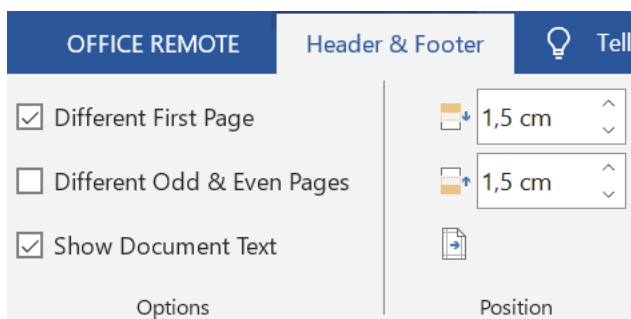 OFFICE REMOTE Header & Footer Tell
Different First Page 1,5 cm
Different Odd & Even Pages 1,5 cm
Show Document Text
Options Position